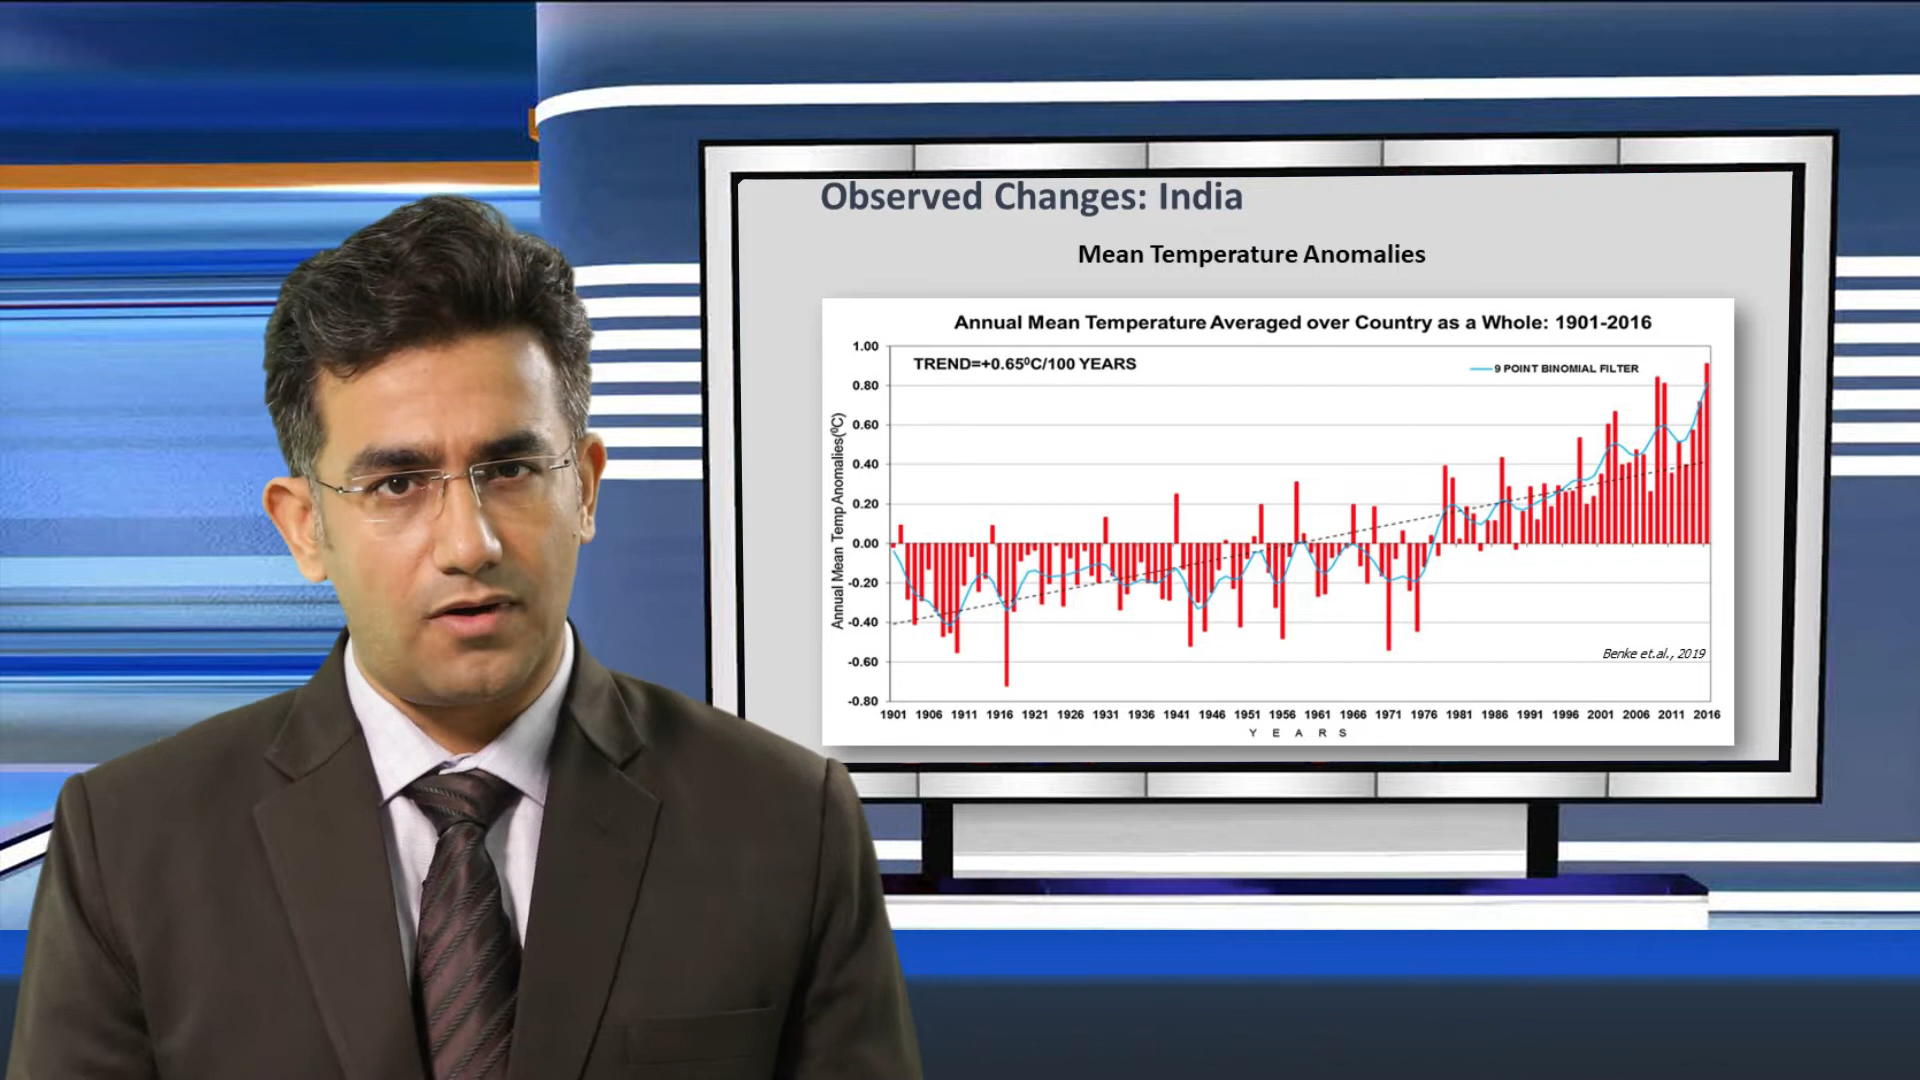 Observed Changes: India
Mean Temperature Anomalies
Annual Mean Temperature Averaged over Country as a Whole: 1901-2016
TREND=+0.65⁰C/100 YEARS
9 POINT BINOMIAL FILTER
Annual Mean Temp Anomalies(⁰C)
1.00
0.80
0.60
0.40
0.20
0.00
-0.20
-0.40
-0.60
-0.80
Benke et.al., 2019
1901 1906 1911 1916 1921 1926 1931 1936 1941 1946 1951 1956 1961 1966 1971 1976 1981 1986 1991 1996 2001 2006 2011 2016
Y E A R S